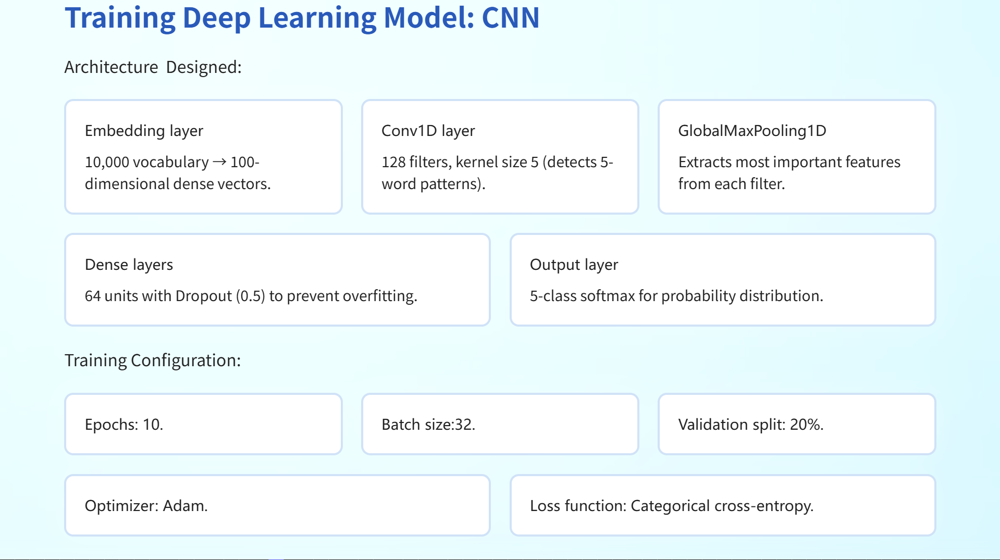 Training Deep Learning Model: CNN
Architecture  Designed:
Embedding layer
10,000 vocabulary → 100-
dimensional dense vectors.
Conv1D layer
128 filters, kernel size 5 (detects 5-
word patterns).
GlobalMaxPooling1D
Extracts most important features
from each filter.
Dense layers
64 units with Dropout (0.5) to prevent overfitting.
Output layer
5-class softmax for probability distribution.
Training Configuration:
Epochs: 10.
Batch size:32.
Validation split: 20%.
Optimizer: Adam.
Loss function: Categorical cross-entropy.